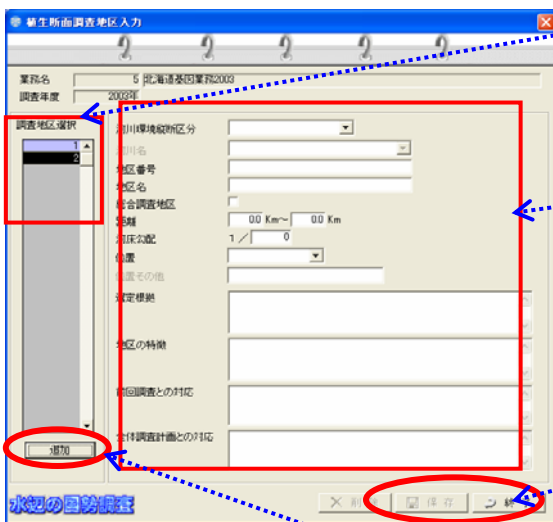 植生断面調査地区入力
業務名 5 北海道基図業務2003
調査年度 2003年
調査地区選択
1
2
河川環境縦断区分
河川名
地区番号
地区名
総合調査地区
距離 0.0 Km～ 0.0 Km
河床勾配 1／ 0
位置
位置その他
選定根拠
地区の特徴
前回調査との対応
全体調査計画との対応
追加
水辺の国勢調査
削
保存
終